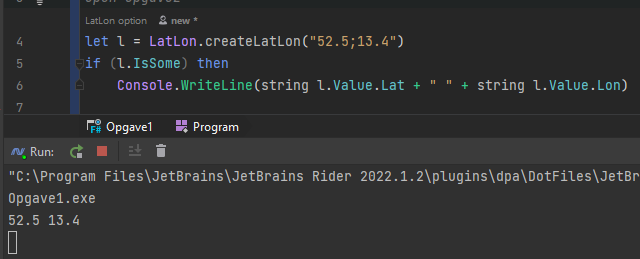 LatLon option new *
4 let l = LatLon.createLatLon("52.5;13.4")
5 if (l.IsSome) then
6 Console.WriteLine(string l.Value.Lat + " " + string l.Value.Lon)
7
F# Opgave1 Program
Run:
"C:\Program Files\JetBrains\JetBrains Rider 2022.1.2\plugins\dpa\DotFiles\JetBr
Opgave1.exe
52.5 13.4